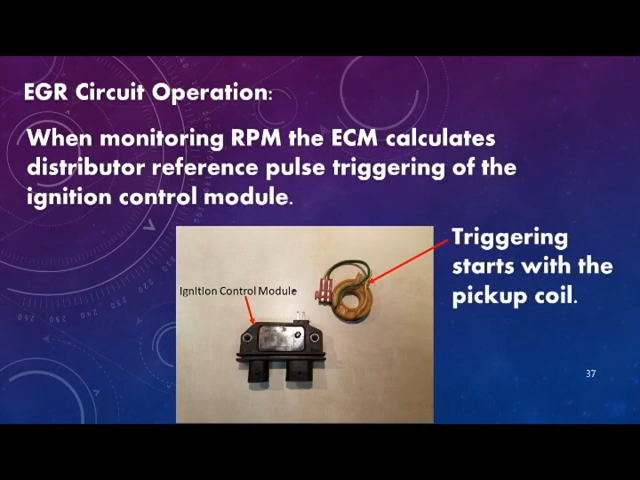 EGR Circuit Operation:
When monitoring RPM the ECM calculates
distributor reference pulse triggering of the
ignition control module.
Triggering
starts with the
pickup coil.
Ignition Control Module
37